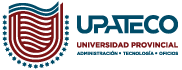 UPATECO
UNIVERSIDAD PROVINCIAL
ADMINISTRACIÓN • TECNOLOGÍA • OFICIOS